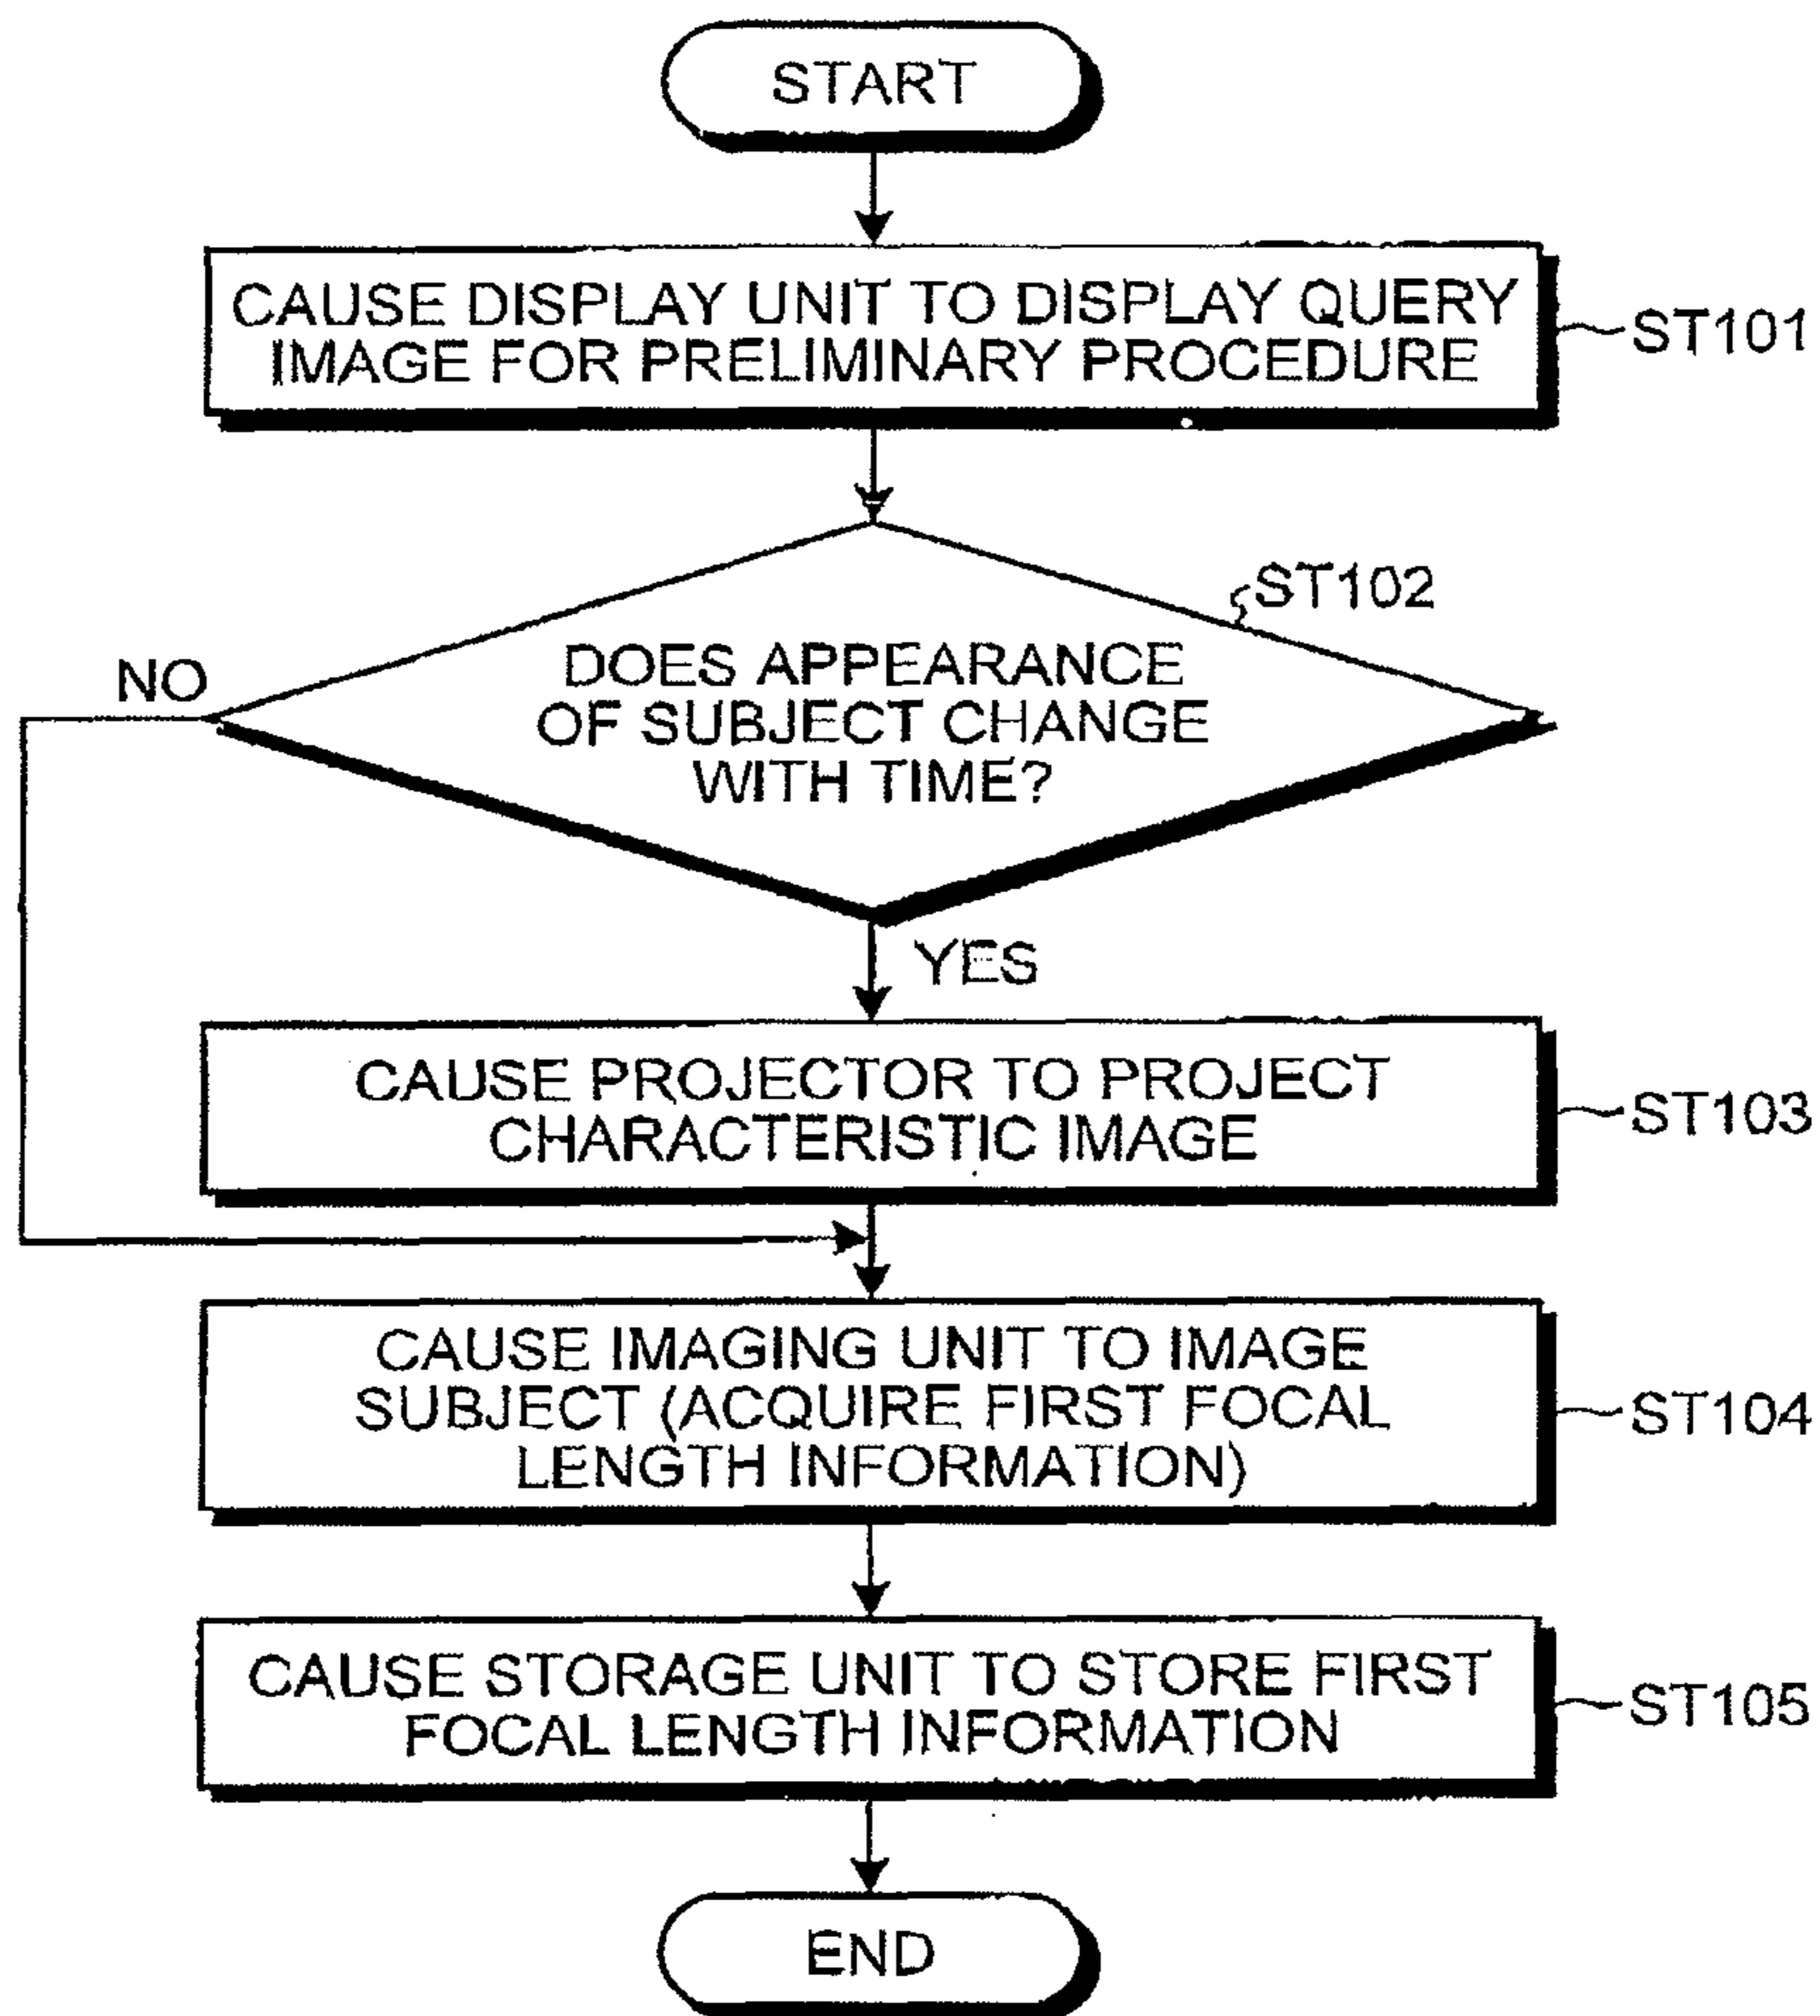 START
CAUSE DISPLAY UNIT TO DISPLAY QUERY
IMAGE FOR PRELIMINARY PROCEDURE
ST101
ST102
DOES APPEARANCE
OF SUBJECT CHANGE
WITH TIME?
NO
YES
CAUSE PROJECTOR TO PROJECT
CHARACTERISTIC IMAGE
ST103
CAUSE IMAGING UNIT TO IMAGE
SUBJECT (ACQUIRE FIRST FOCAL
LENGTH INFORMATION)
ST104
CAUSE STORAGE UNIT TO STORE FIRST
FOCAL LENGTH INFORMATION
ST105
END